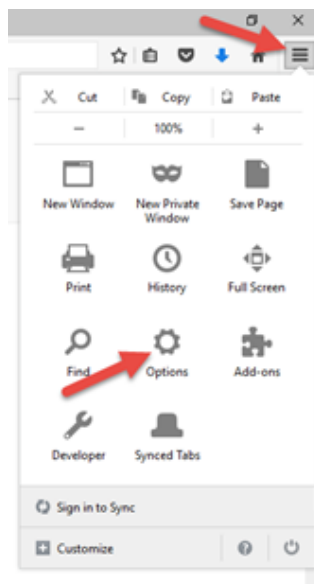 Cut Copy Paste
− 100% +
New Window New Private Save Page
Window
Print History Full Screen
Find Options Add-ons
Developer Synced Tabs
Sign in to Sync
Customize